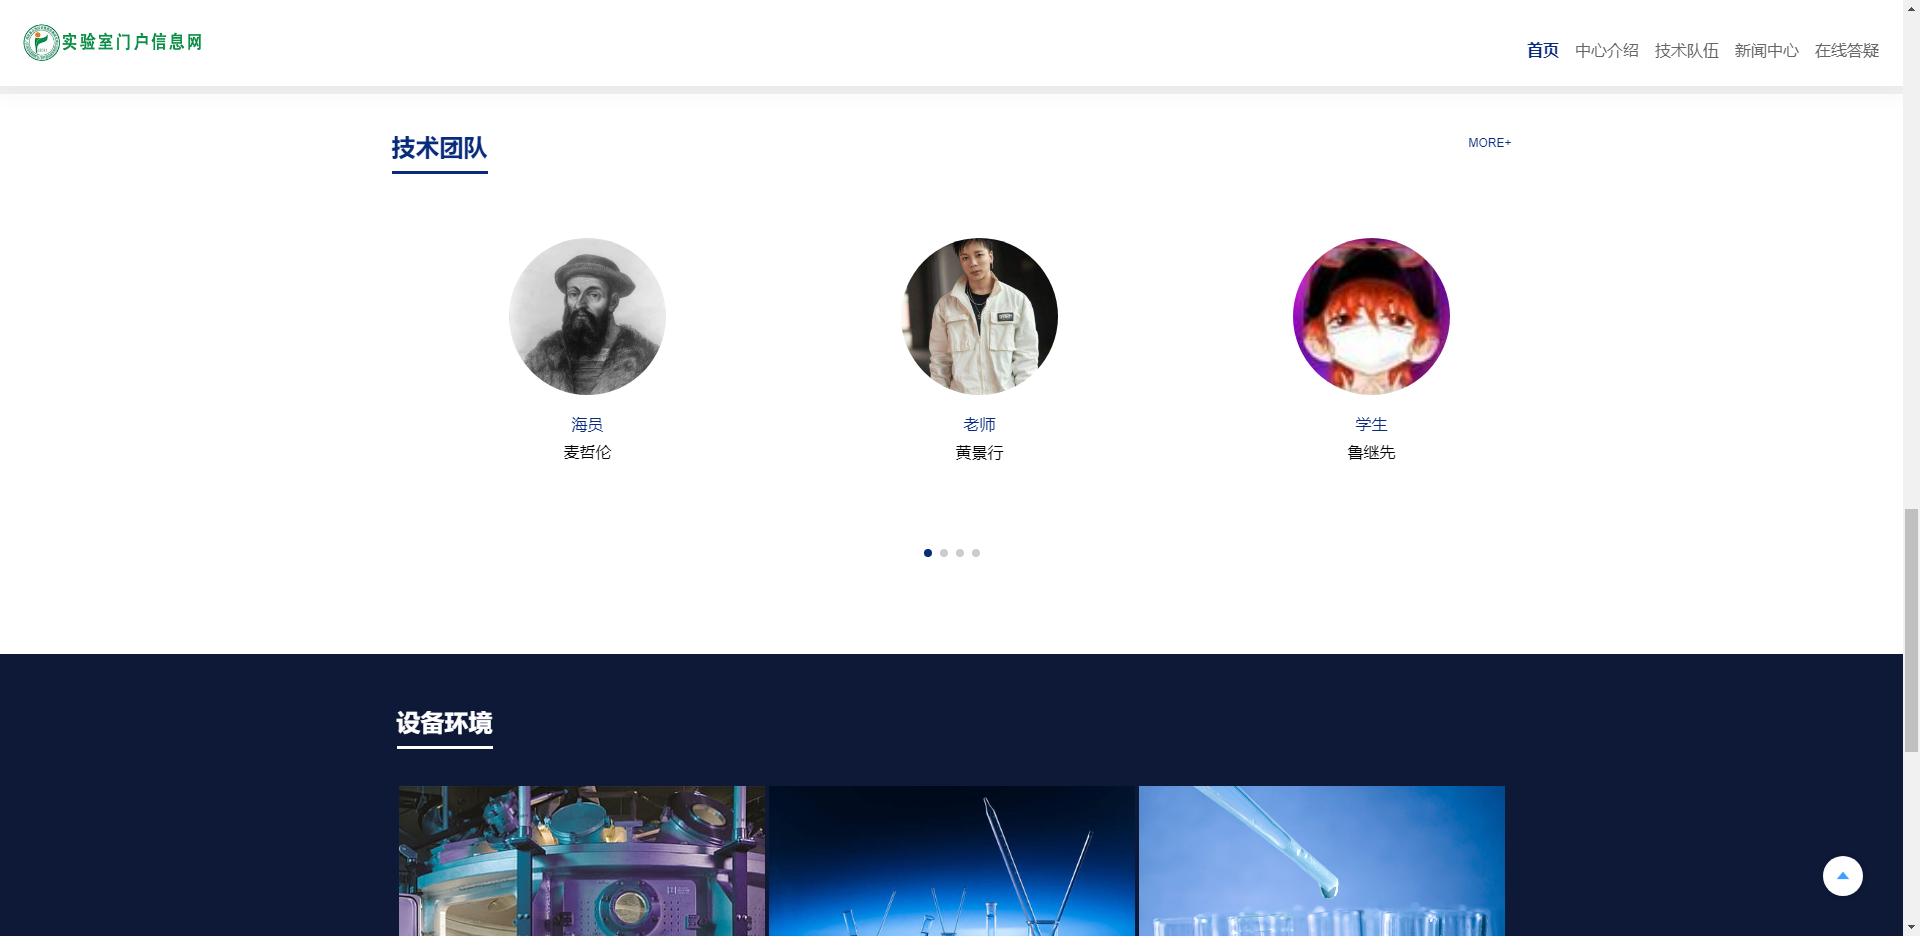 实验室门户信息网
首页 中心介绍 技术队伍 新闻中心 在线答疑
技术团队
MORE+
海员 老师 学生
麦哲伦 黄景行 鲁继先
设备环境